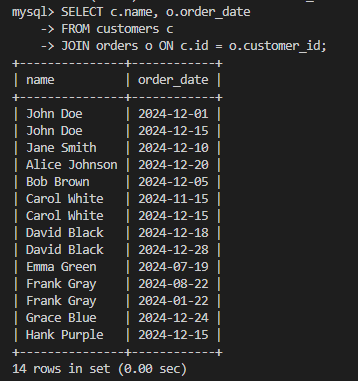 mysql> SELECT c.name, o.order_date
    -> FROM customers c
    -> JOIN orders o ON c.id = o.customer_id;
+---------------+------------+
| name          | order_date |
+---------------+------------+
| John Doe      | 2024-12-01 |
| John Doe      | 2024-12-15 |
| Jane Smith    | 2024-12-10 |
| Alice Johnson | 2024-12-20 |
| Bob Brown     | 2024-12-05 |
| Carol White   | 2024-11-15 |
| Carol White   | 2024-12-15 |
| David Black   | 2024-12-18 |
| David Black   | 2024-12-28 |
| Emma Green    | 2024-07-19 |
| Frank Gray    | 2024-08-22 |
| Frank Gray    | 2024-01-22 |
| Grace Blue    | 2024-12-24 |
| Hank Purple   | 2024-12-15 |
+---------------+------------+
14 rows in set (0.00 sec)